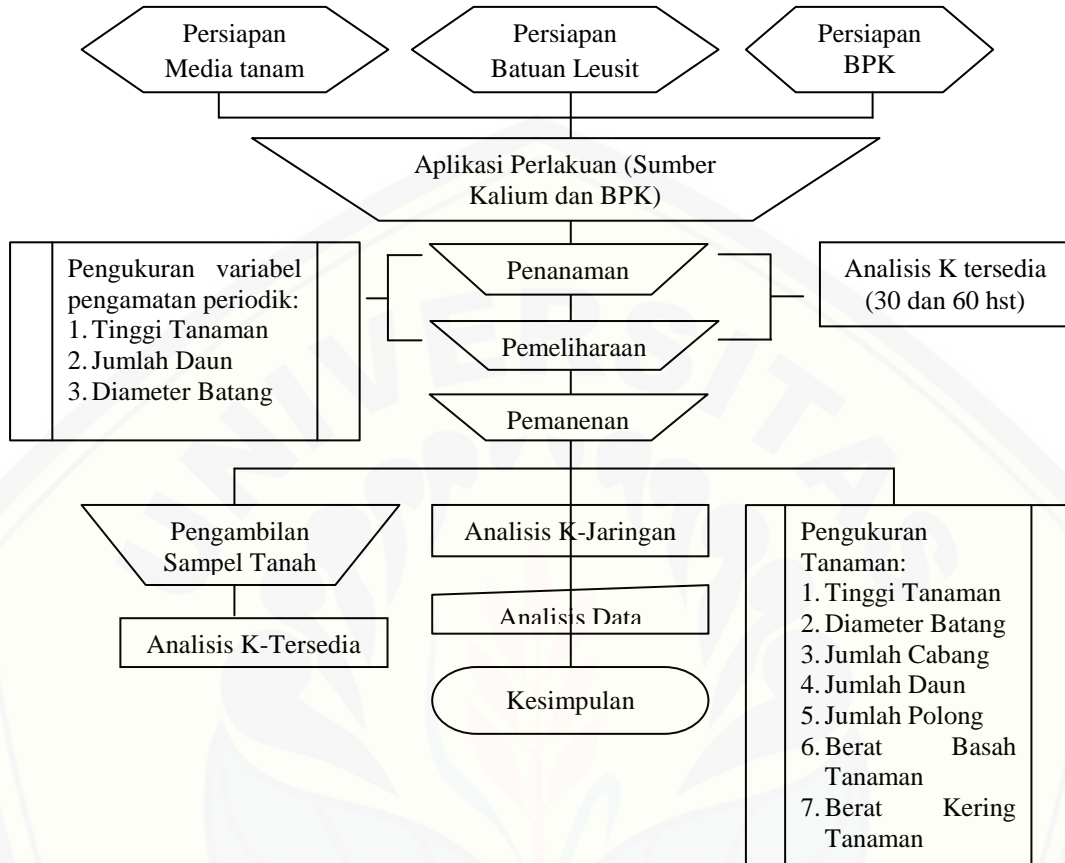 Persiapan
Media tanam
Persiapan
Batuan Leusit
Persiapan
BPK
Aplikasi Perlakuan (Sumber
Kalium dan BPK)
Pengukuran variabel
pengamatan periodik:
1. Tinggi Tanaman
2. Jumlah Daun
3. Diameter Batang
Penanaman
Analisis K tersedia
(30 dan 60 hst)
Pemeliharaan
Pemanenan
Pengambilan
Sampel Tanah
Analisis K-Tersedia
Analisis K-Jaringan
Analisis Data
Kesimpulan
Pengukuran
Tanaman:
1. Tinggi Tanaman
2. Diameter Batang
3. Jumlah Cabang
4. Jumlah Daun
5. Jumlah Polong
6. Berat Basah
Tanaman
7. Berat Kering
Tanaman
UNIVERSITAS